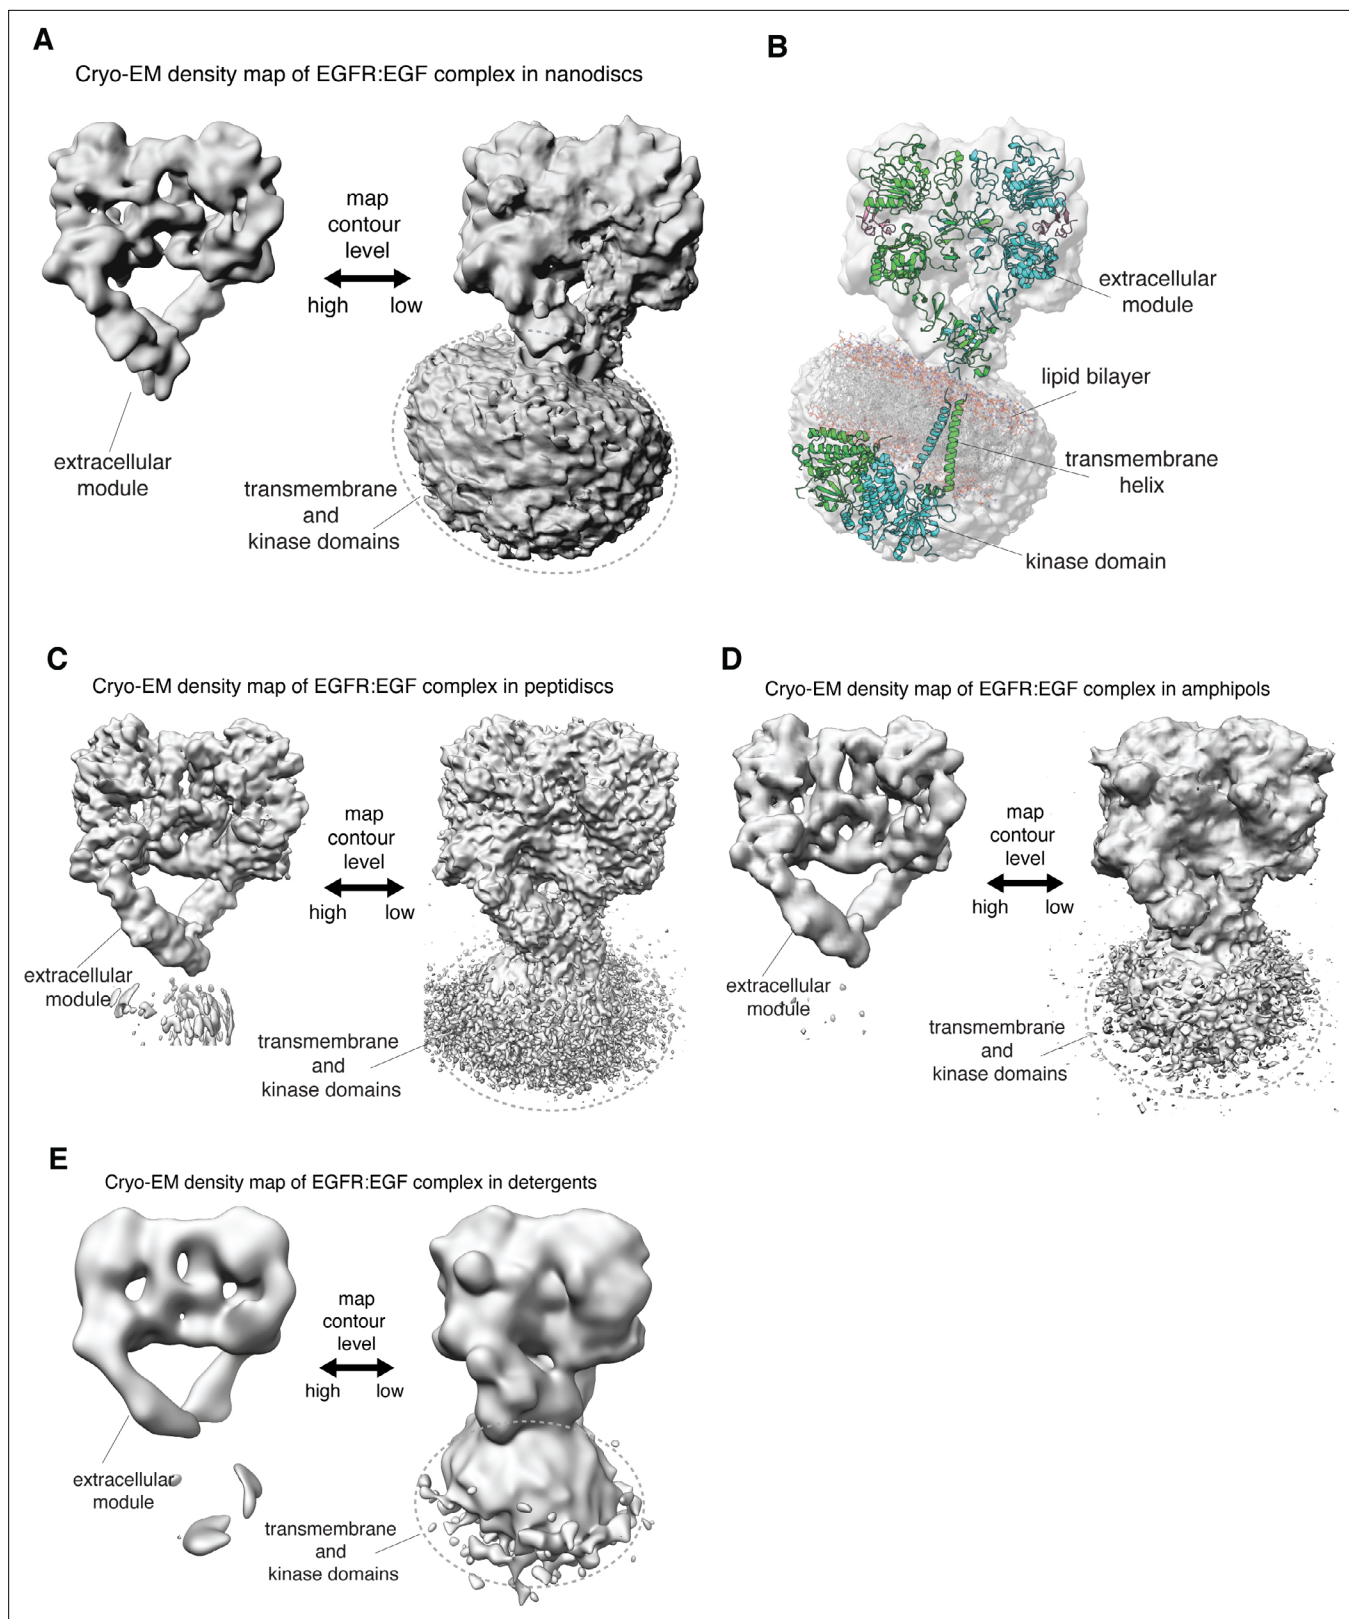 A
Cryo-EM density map of EGFR:EGF complex in nanodiscs
map
contour
level
high low
extracellular
module
transmembrane
and
kinase domains
B
extracellular
module
lipid bilayer
transmembrane
helix
kinase domain
C
Cryo-EM density map of EGFR:EGF complex in peptidiscs
map
contour
level
high low
extracellular
module
transmembrane
and
kinase domains
D
Cryo-EM density map of EGFR:EGF complex in amphipols
map
contour
level
high low
extracellular
module
transmembrane
and
kinase domains
E
Cryo-EM density map of EGFR:EGF complex in detergents
map
contour
level
high low
extracellular
module
transmembrane
and
kinase domains